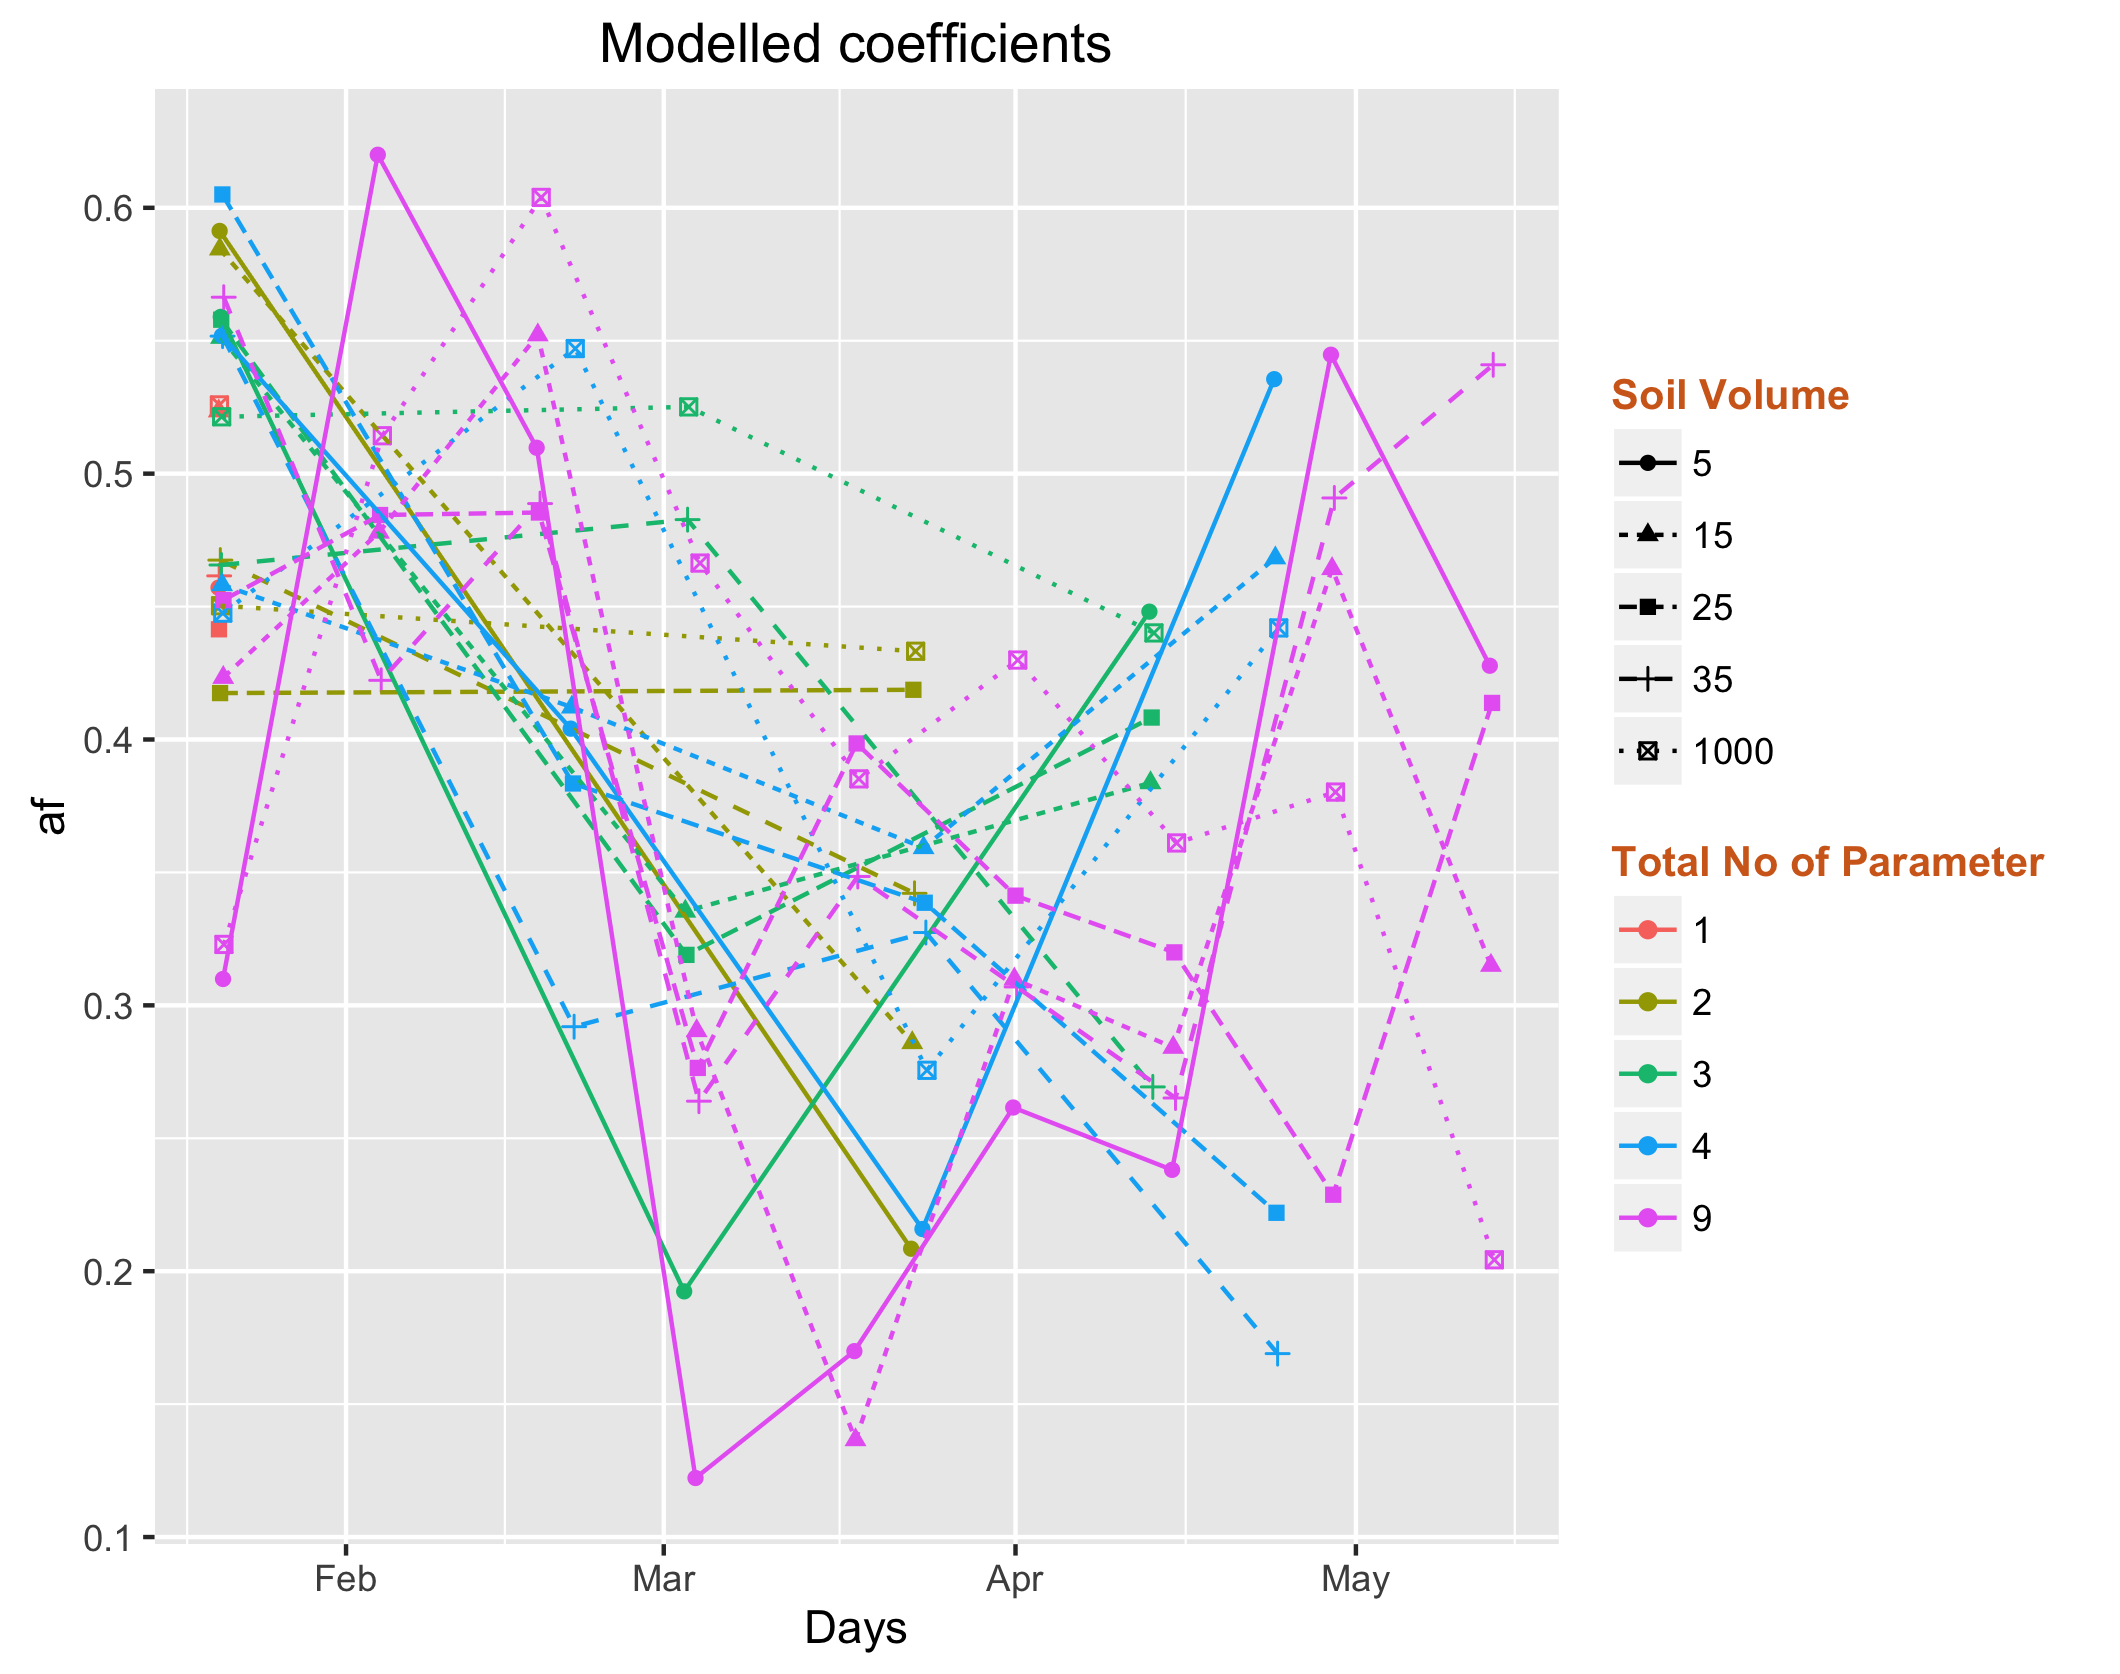 Modelled coefficients
0.6
0.5
0.4
0.3
0.2
0.1
af
Feb Mar Apr May
Days
Soil Volume
5
15
25
35
1000
Total No of Parameter
1
2
3
4
9